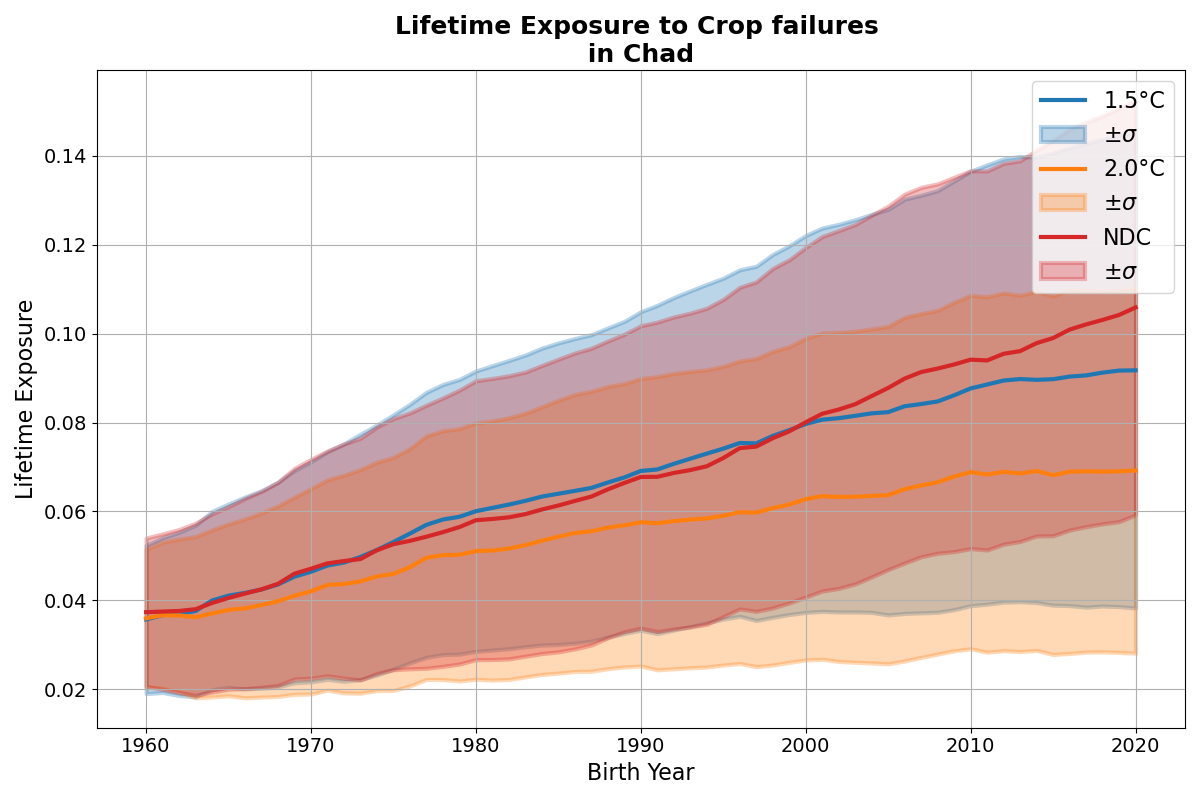 Lifetime Exposure to Crop failures
in Chad
1.5°C
±σ
2.0°C
±σ
NDC
±σ
Lifetime Exposure
0.14
0.12
0.10
0.08
0.06
0.04
0.02
1960
1970
1980
1990
2000
2010
2020
Birth Year